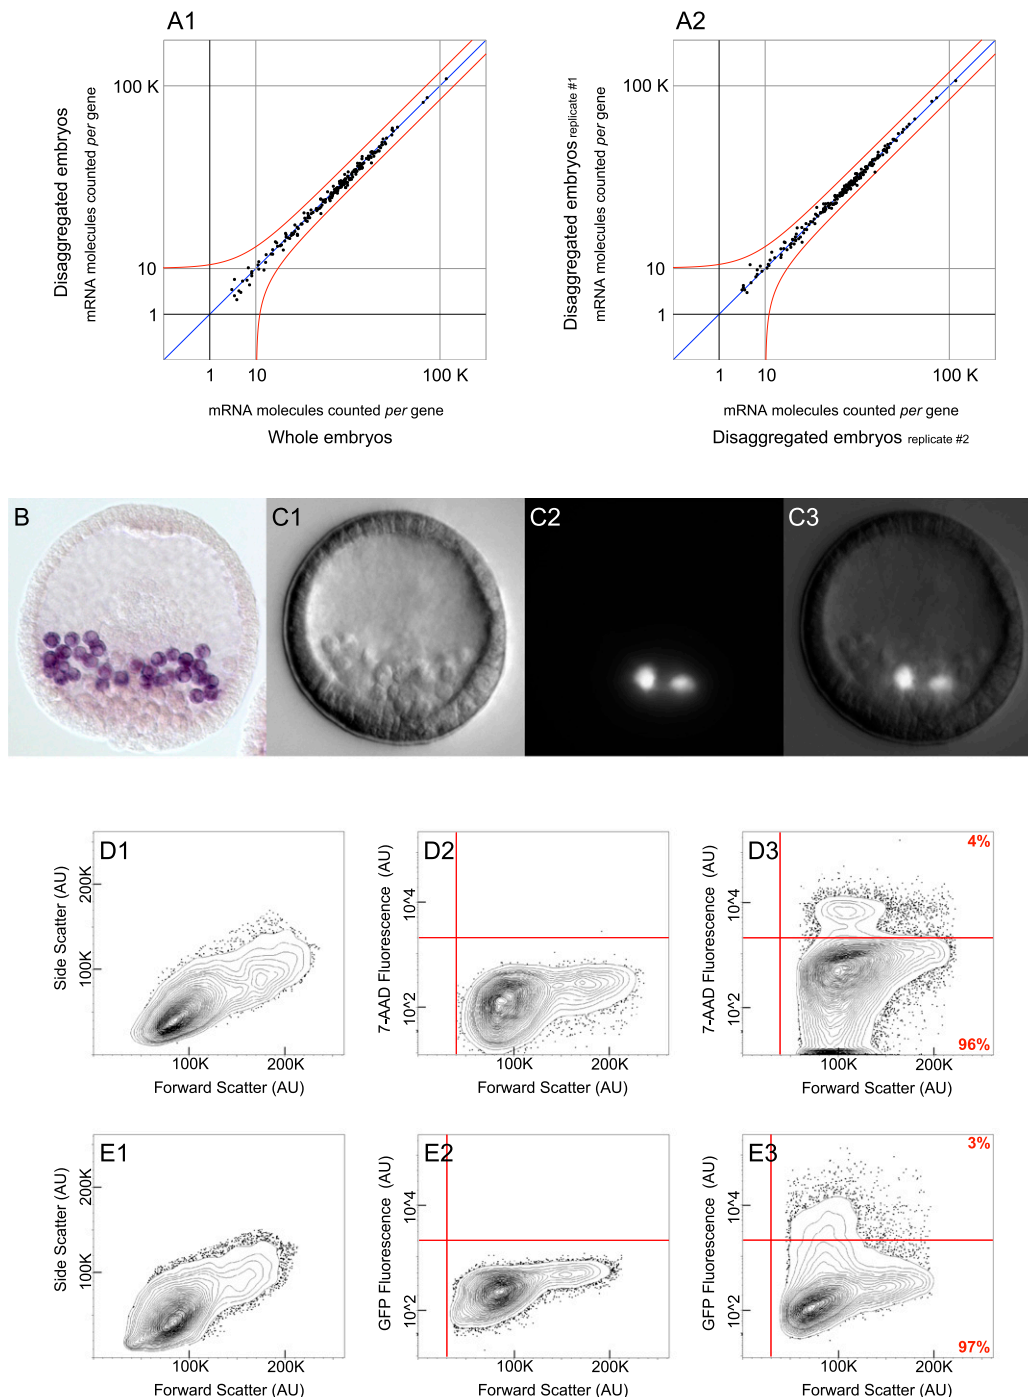 A1
Disaggregated embryos
mRNA molecules counted per gene
100 K
10
1
1
10
100 K
mRNA molecules counted per gene
Whole embryos
A2
Disaggregated embryos replicate #1
mRNA molecules counted per gene
100 K
10
1
1
10
100 K
mRNA molecules counted per gene
Disaggregated embryos replicate #2
B
C1
C2
C3
D1
Side Scatter (AU)
200K
100K
100K
200K
Forward Scatter (AU)
D2
7-AAD Fluorescence (AU)
10^4
10^2
100K
200K
Forward Scatter (AU)
D3
4%
7-AAD Fluorescence (AU)
10^4
10^2
96%
100K
200K
Forward Scatter (AU)
E1
Side Scatter (AU)
200K
100K
100K
200K
Forward Scatter (AU)
E2
GFP Fluorescence (AU)
10^4
10^2
100K
200K
Forward Scatter (AU)
E3
3%
GFP Fluorescence (AU)
10^4
10^2
97%
100K
200K
Forward Scatter (AU)